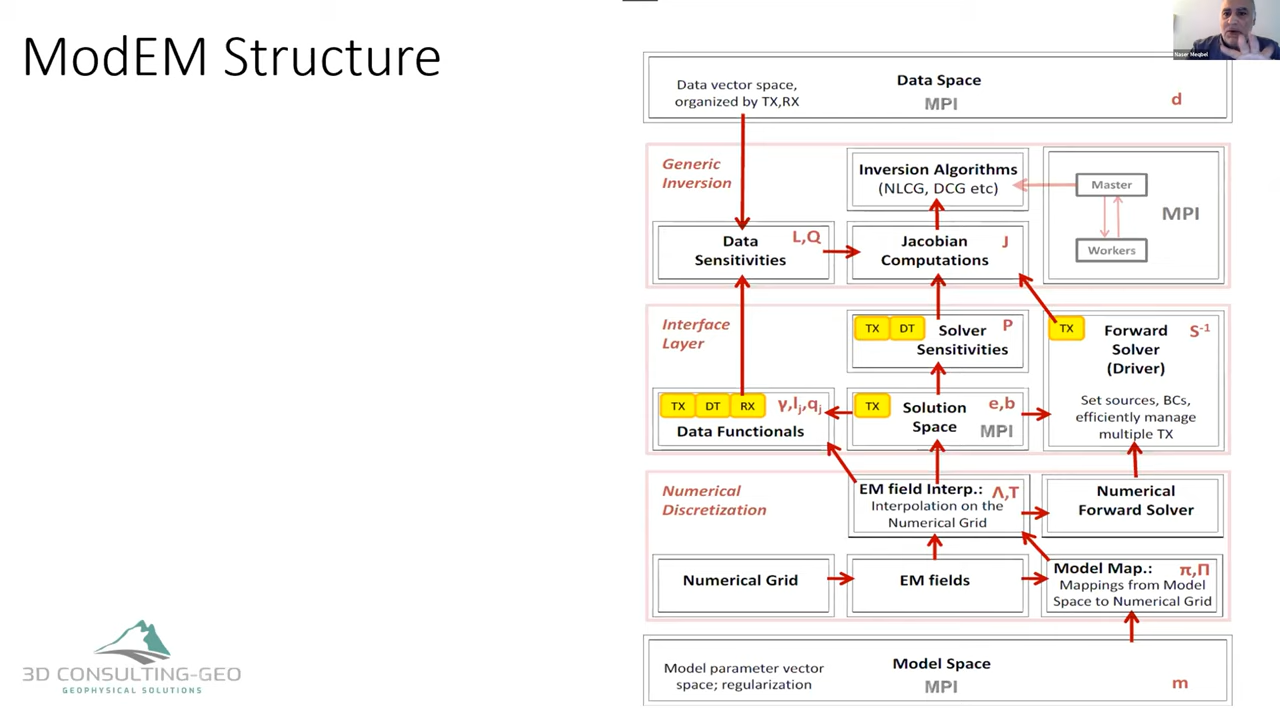 ModEM Structure
Naser Meqbel
Data vector space,
organized by TX,RX
Data Space
MPI
d
Generic
Inversion
Inversion Algorithms
(NLCG, DCG etc)
Master
MPI
Workers
Data
Sensitivities
L,Q
Jacobian
Computations
J
Interface
Layer
TX DT
Solver
Sensitivities
P
TX
Forward
Solver
(Driver)
S-1
Set sources, BCs,
efficiently manage
multiple TX
TX DT RX
γ,lj,qj
Data Functionals
TX
Solution
Space
e,b
MPI
Numerical
Discretization
EM field Interp.:
Λ,T
Interpolation on the
Numerical Grid
Numerical
Forward Solver
Numerical Grid
EM fields
Model Map.:
π,Π
Mappings from Model
Space to Numerical Grid
Model parameter vector
space; regularization
Model Space
MPI
m
3D CONSULTING-GEO
GEOPHYSICAL SOLUTIONS